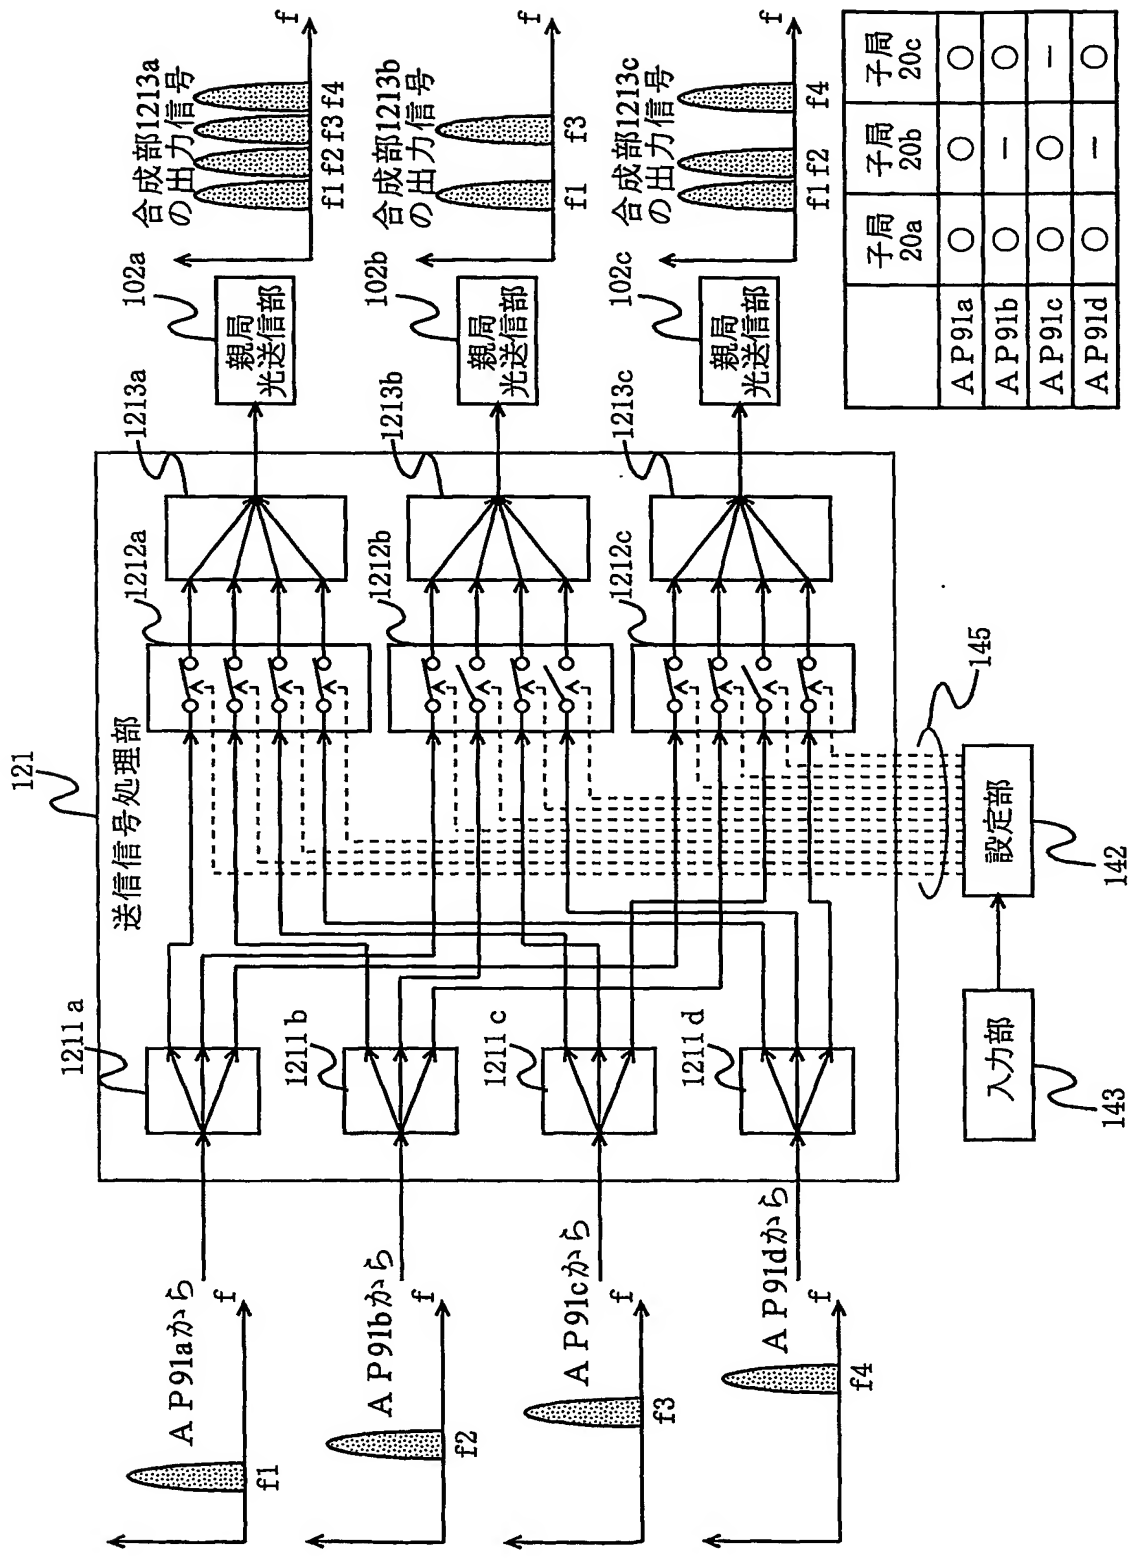 ＡＰ91aから
f
f1
ＡＰ91bから
f
f2
ＡＰ91cから
f
f3
ＡＰ91dから
f
f4
121
送信信号処理部
1211a
1211b
1211c
1211d
1212a
1212b
1212c
1213a
1213b
1213c
102a
親局
光送信部
102b
親局
光送信部
102c
親局
光送信部
合成部1213a
の出力信号
f
f1 f2 f3 f4
合成部1213b
の出力信号
f
f1 f3
合成部1213c
の出力信号
f
f1 f2 f4
145
設定部
142
入力部
143
子局
20a
子局
20b
子局
20c
ＡＰ91a ○ ○ ○
ＡＰ91b ○ － ○
ＡＰ91c ○ ○ －
ＡＰ91d ○ － ○